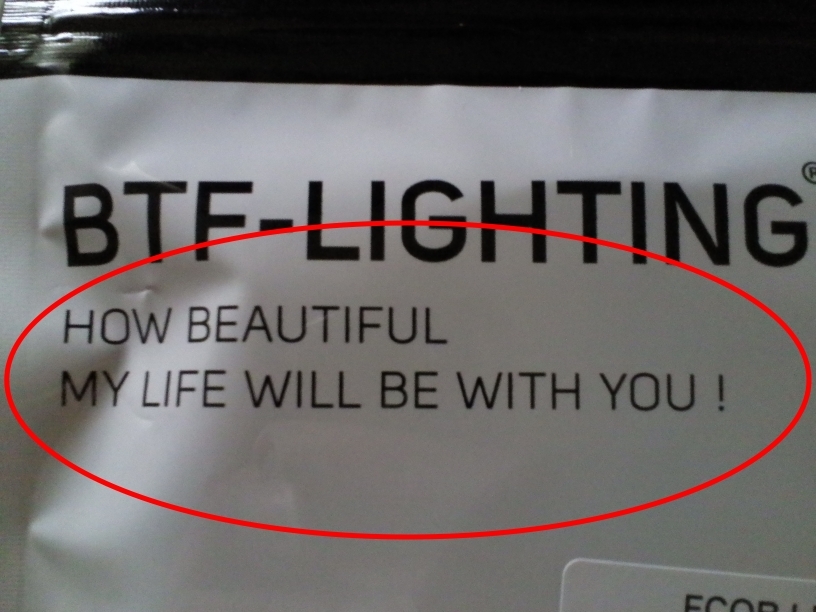 BTF-LIGHTING®
HOW BEAUTIFUL
MY LIFE WILL BE WITH YOU !